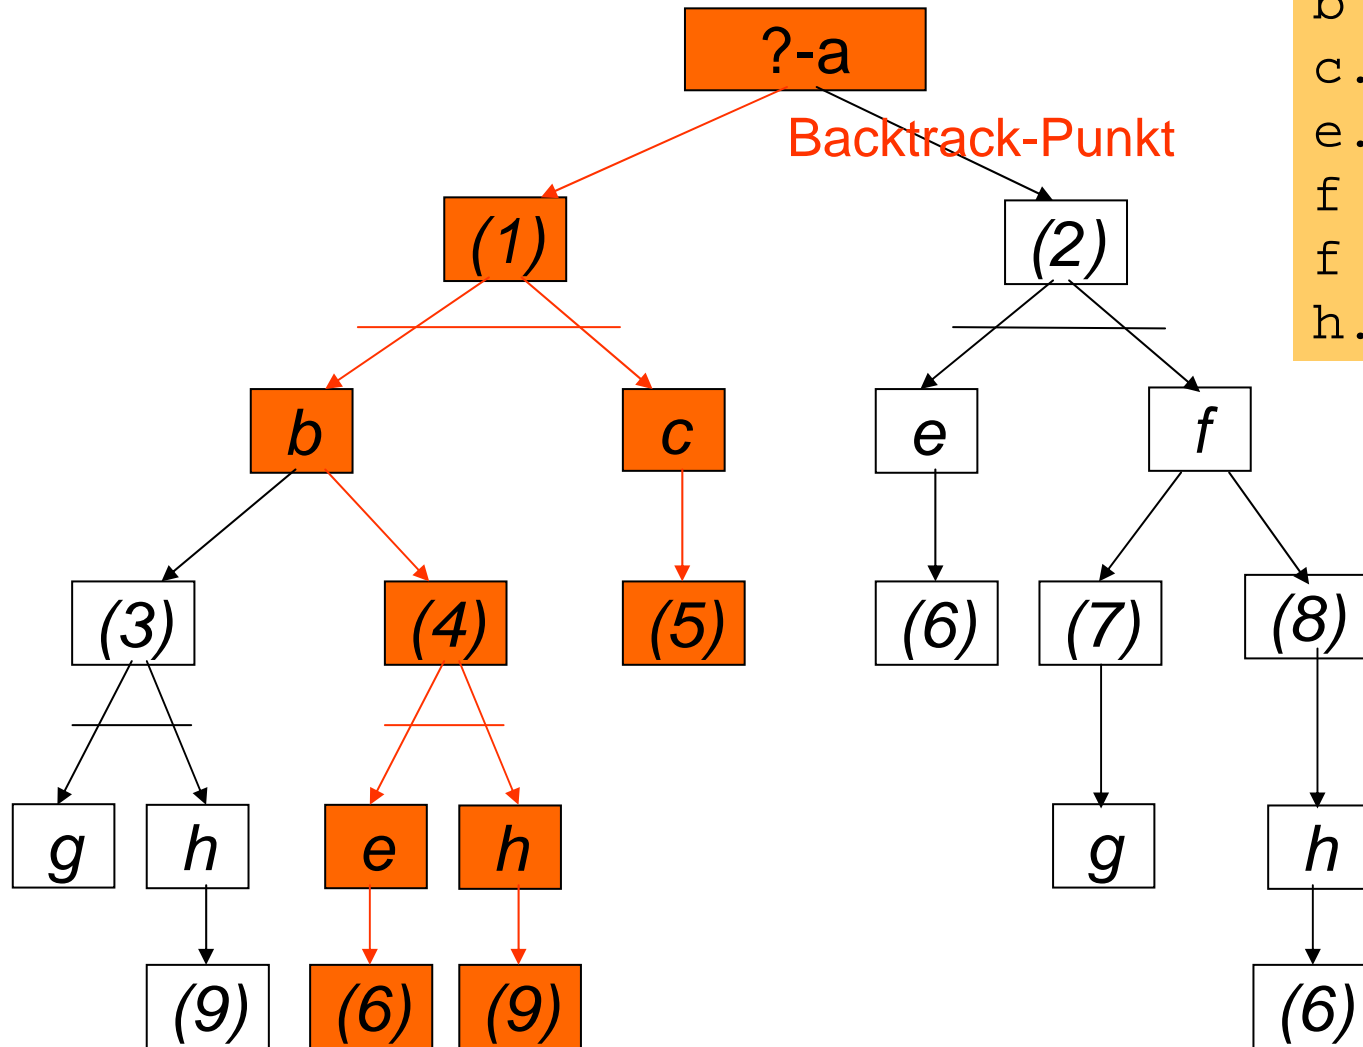 ?-a
Backtrack-Punkt
(1)
(2)
b
c
e
f
(3)
(4)
(5)
(6)
(7)
(8)
g
h
e
h
g
h
(9)
(6)
(9)
(6)
b
c.
e.
f
f
h.